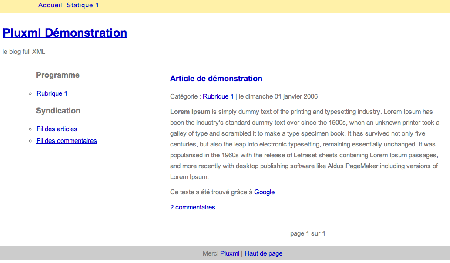 Accueil Statique 1
Pluxml Démonstration
le blog full XML
Programme
Rubrique 1
Syndication
Fil des articles
Fil des commentaires
Article de démonstration
Catégorie : Rubrique 1 | le dimanche 01 janvier 2006
Lorem Ipsum is simply dummy text of the printing and typesetting industry. Lorem Ipsum has
been the industry's standard dummy text ever since the 1500s, when an unknown printer took a
galley of type and scrambled it to make a type specimen book. It has survived not only five
centuries, but also the leap into electronic typesetting, remaining essentially unchanged. It was
popularised in the 1960s with the release of Letraset sheets containing Lorem Ipsum passages,
and more recently with desktop publishing software like Aldus PageMaker including versions of
Lorem Ipsum
Ce texte a été trouvé grâce à Google
2 commentaires
page 1 sur 1
Merci Pluxml | Haut de page